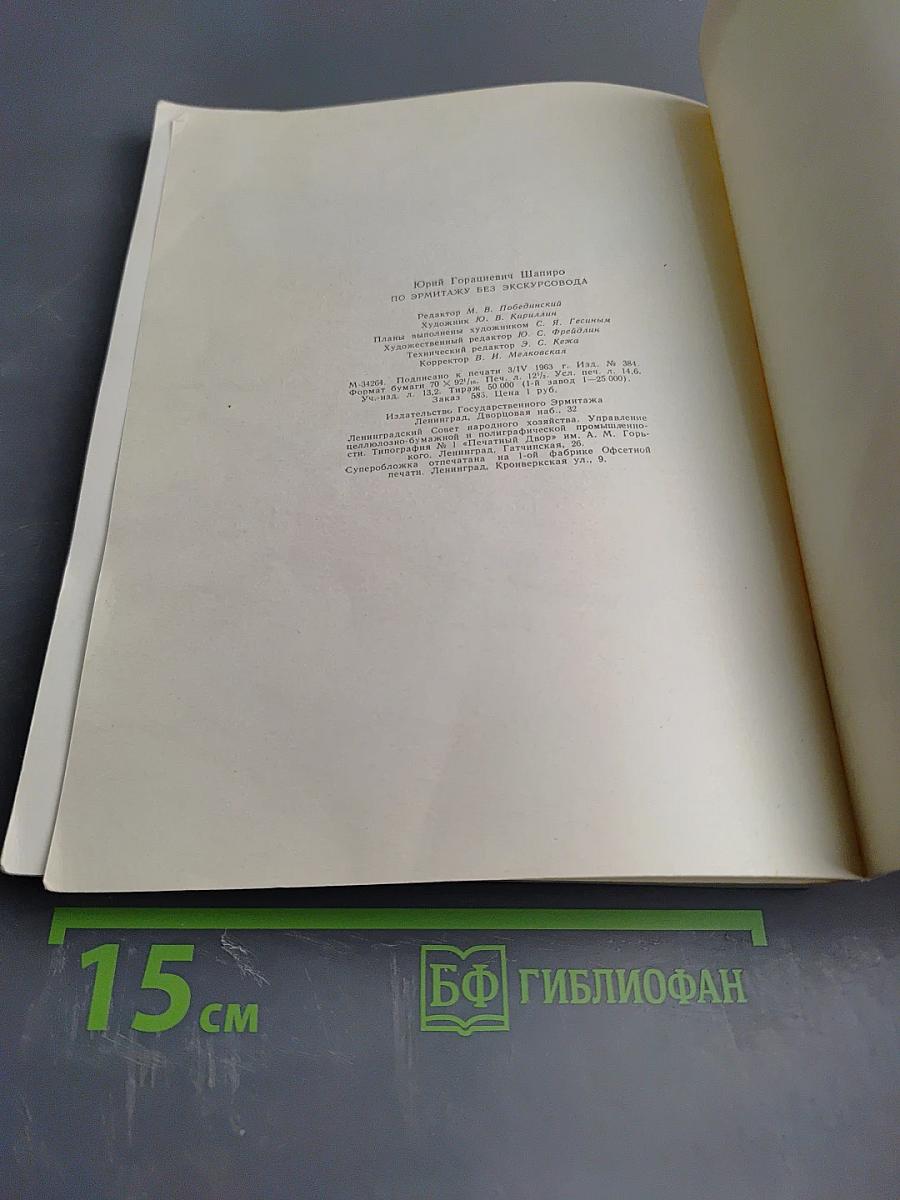 Юрий Горациевич Шапиро
ПО ЭРМИТАЖУ БЕЗ ЭКСКУРСОВОДА
Редактор М. В. Побединский
Художник Ю. В. Кириллин
Планы выполнены художником С. Я. Гесиным
Художественный редактор Ю. С. Фрейдлин
Технический редактор Э. С. Кежа
Корректор В. И. Мелковская
М-34264. Подписано к печати 3/IV 1963 г. Изд. № 384.
Формат бумаги 70 × 92¹/₁₆. Печ. л. 12¹/₂. Усл. печ. л. 14,6.
Уч.-изд. л. 13,2. Тираж 50 000 (1-й завод 1—25 000).
Заказ 585. Цена 1 руб.
Издательство Государственного Эрмитажа
Ленинград, Дворцовая наб., 32
Ленинградский Совет народного хозяйства. Управление
целлюлозно-бумажной и полиграфической промышленно-
сти. Типография № 1 «Печатный Двор» им. А. М. Горь-
кого. Ленинград, Гатчинская, 26.
Суперобложка отпечатана на 1-ой фабрике Офсетной
печати. Ленинград, Кронверкская ул., 9.
15 см
БФ ГИБЛИОФАН